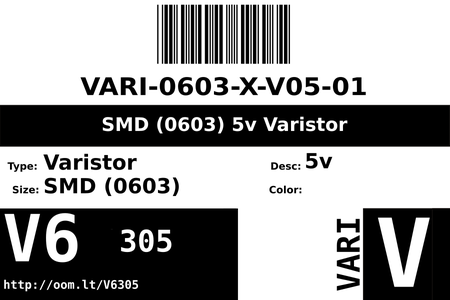 VARI-0603-X-V05-01
SMD (0603) 5v Varistor
Type: Varistor
Desc: 5v
Size: SMD (0603)
Color:
V6 305
http://oom.lt/V6305
VARI
V